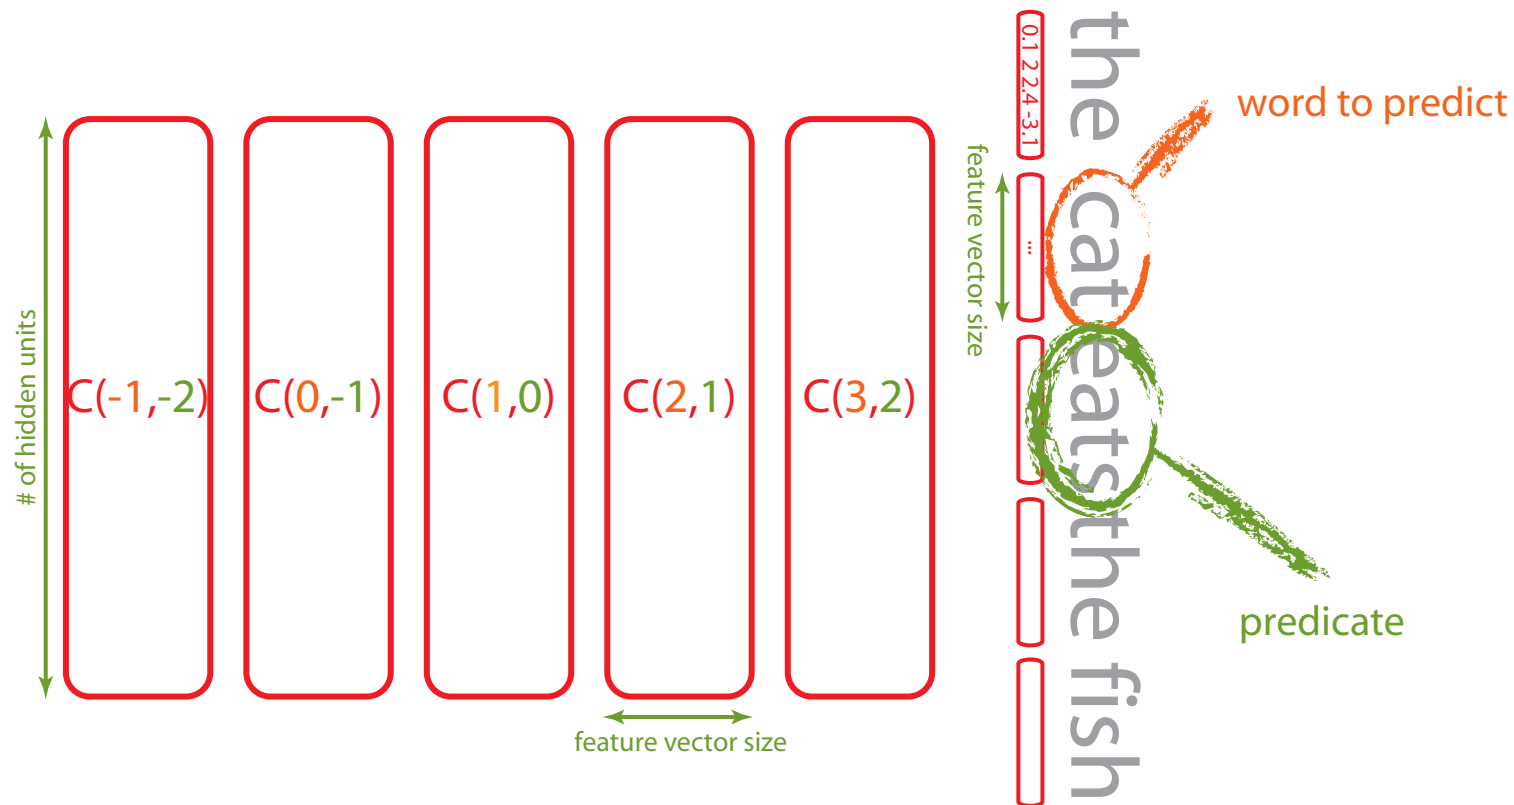 # of hidden units
C(-1,-2)
C(0,-1)
C(1,0)
C(2,1)
C(3,2)
feature vector size
feature vector size
0.1 2 2.4 -3.1
...
the cat eats the fish
word to predict
predicate